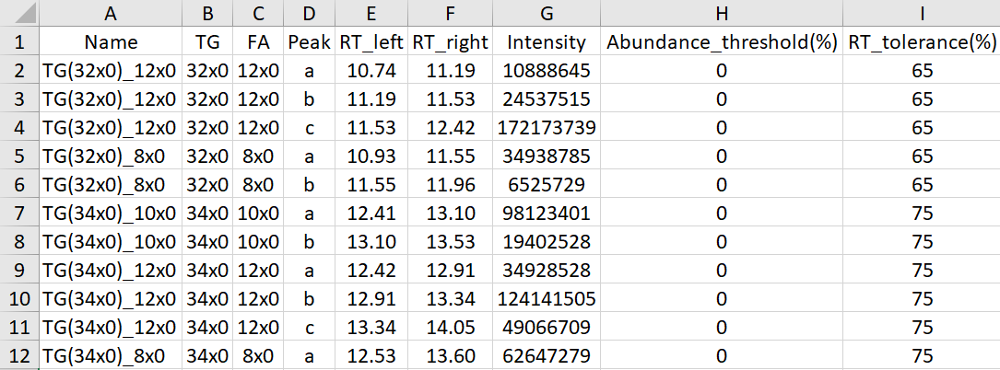 A B C D E F G H I
1 Name TG FA Peak RT_left RT_right Intensity Abundance_threshold(%) RT_tolerance(%)
2 TG(32x0)_12x0 32x0 12x0 a 10.74 11.19 10888645 0 65
3 TG(32x0)_12x0 32x0 12x0 b 11.19 11.53 24537515 0 65
4 TG(32x0)_12x0 32x0 12x0 c 11.53 12.42 172173739 0 65
5 TG(32x0)_8x0 32x0 8x0 a 10.93 11.55 34938785 0 65
6 TG(32x0)_8x0 32x0 8x0 b 11.55 11.96 6525729 0 65
7 TG(34x0)_10x0 34x0 10x0 a 12.41 13.10 98123401 0 75
8 TG(34x0)_10x0 34x0 10x0 b 13.10 13.53 19402528 0 75
9 TG(34x0)_12x0 34x0 12x0 a 12.42 12.91 34928528 0 75
10 TG(34x0)_12x0 34x0 12x0 b 12.91 13.34 124141505 0 75
11 TG(34x0)_12x0 34x0 12x0 c 13.34 14.05 49066709 0 75
12 TG(34x0)_8x0 34x0 8x0 a 12.53 13.60 62647279 0 75